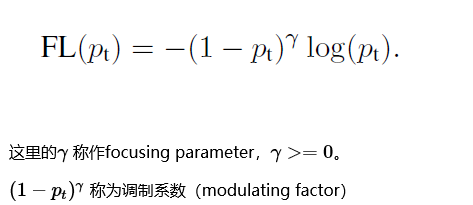 FL(pₜ) = −(1 − pₜ)^γ log(pₜ).
这里的γ 称作focusing parameter，γ >= 0。
(1 − pₜ)^γ 称为调制系数（modulating factor）